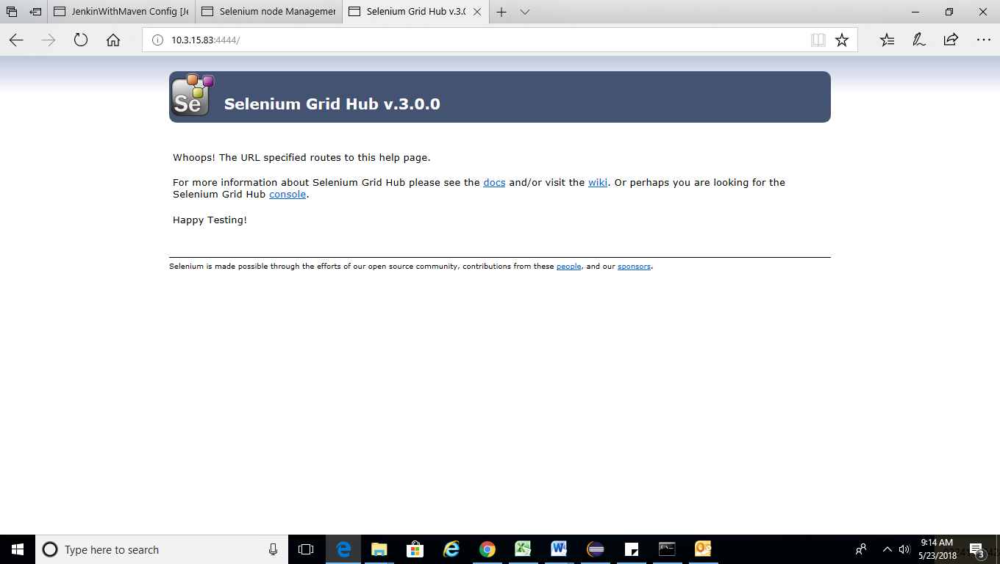 JenkinWithMaven Config [Je
Selenium node Managemer
Selenium Grid Hub v.3.0
10.3.15.83:4444/
Se
Selenium Grid Hub v.3.0.0
Whoops! The URL specified routes to this help page.
For more information about Selenium Grid Hub please see the docs and/or visit the wiki. Or perhaps you are looking for the
Selenium Grid Hub console.
Happy Testing!
Selenium is made possible through the efforts of our open source community, contributions from these people, and our sponsors.
Type here to search
9:14 AM
5/23/2018
3